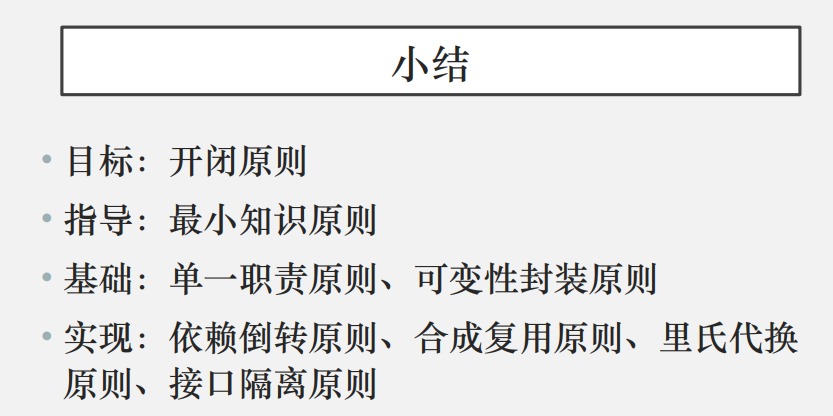 小结
• 目标：开闭原则
• 指导：最小知识原则
• 基础：单一职责原则、可变性封装原则
• 实现：依赖倒转原则、合成复用原则、里氏代换
原则、接口隔离原则